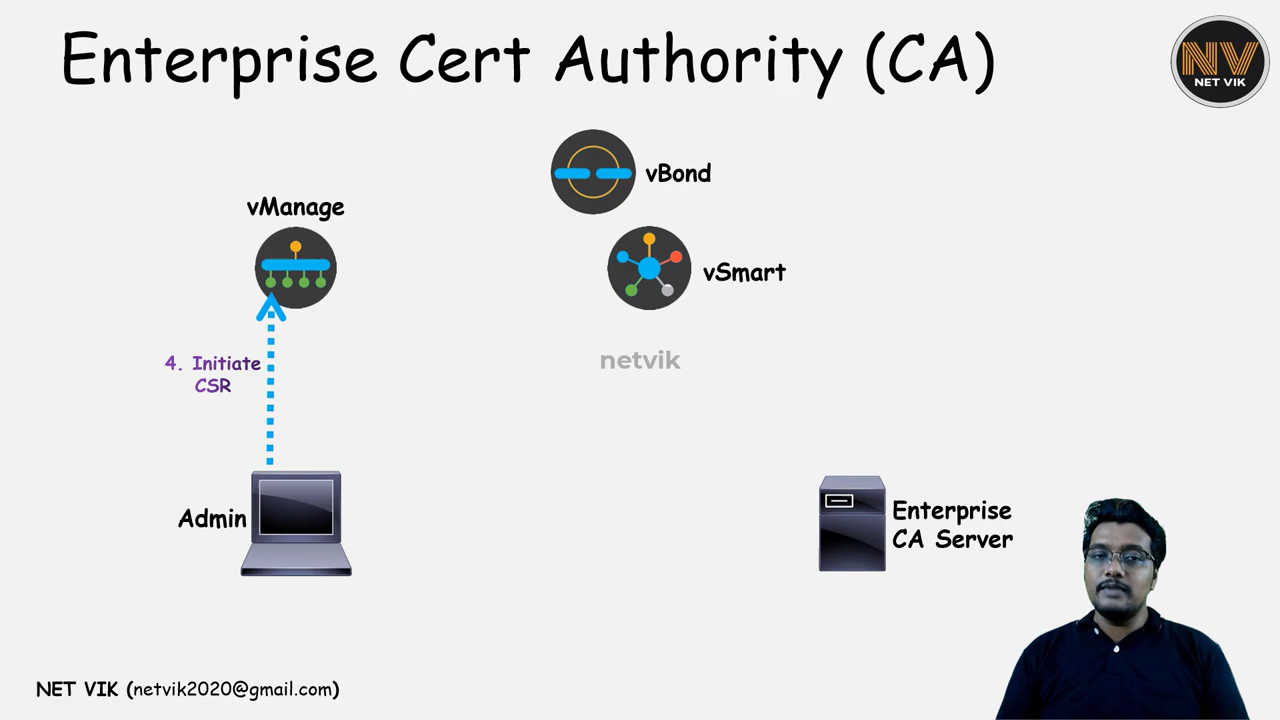 Enterprise Cert Authority (CA)
NV
NET VIK
vBond
vManage
vSmart
netvik
4. Initiate
CSR
Admin
Enterprise
CA Server
NET VIK (netvik2020@gmail.com)